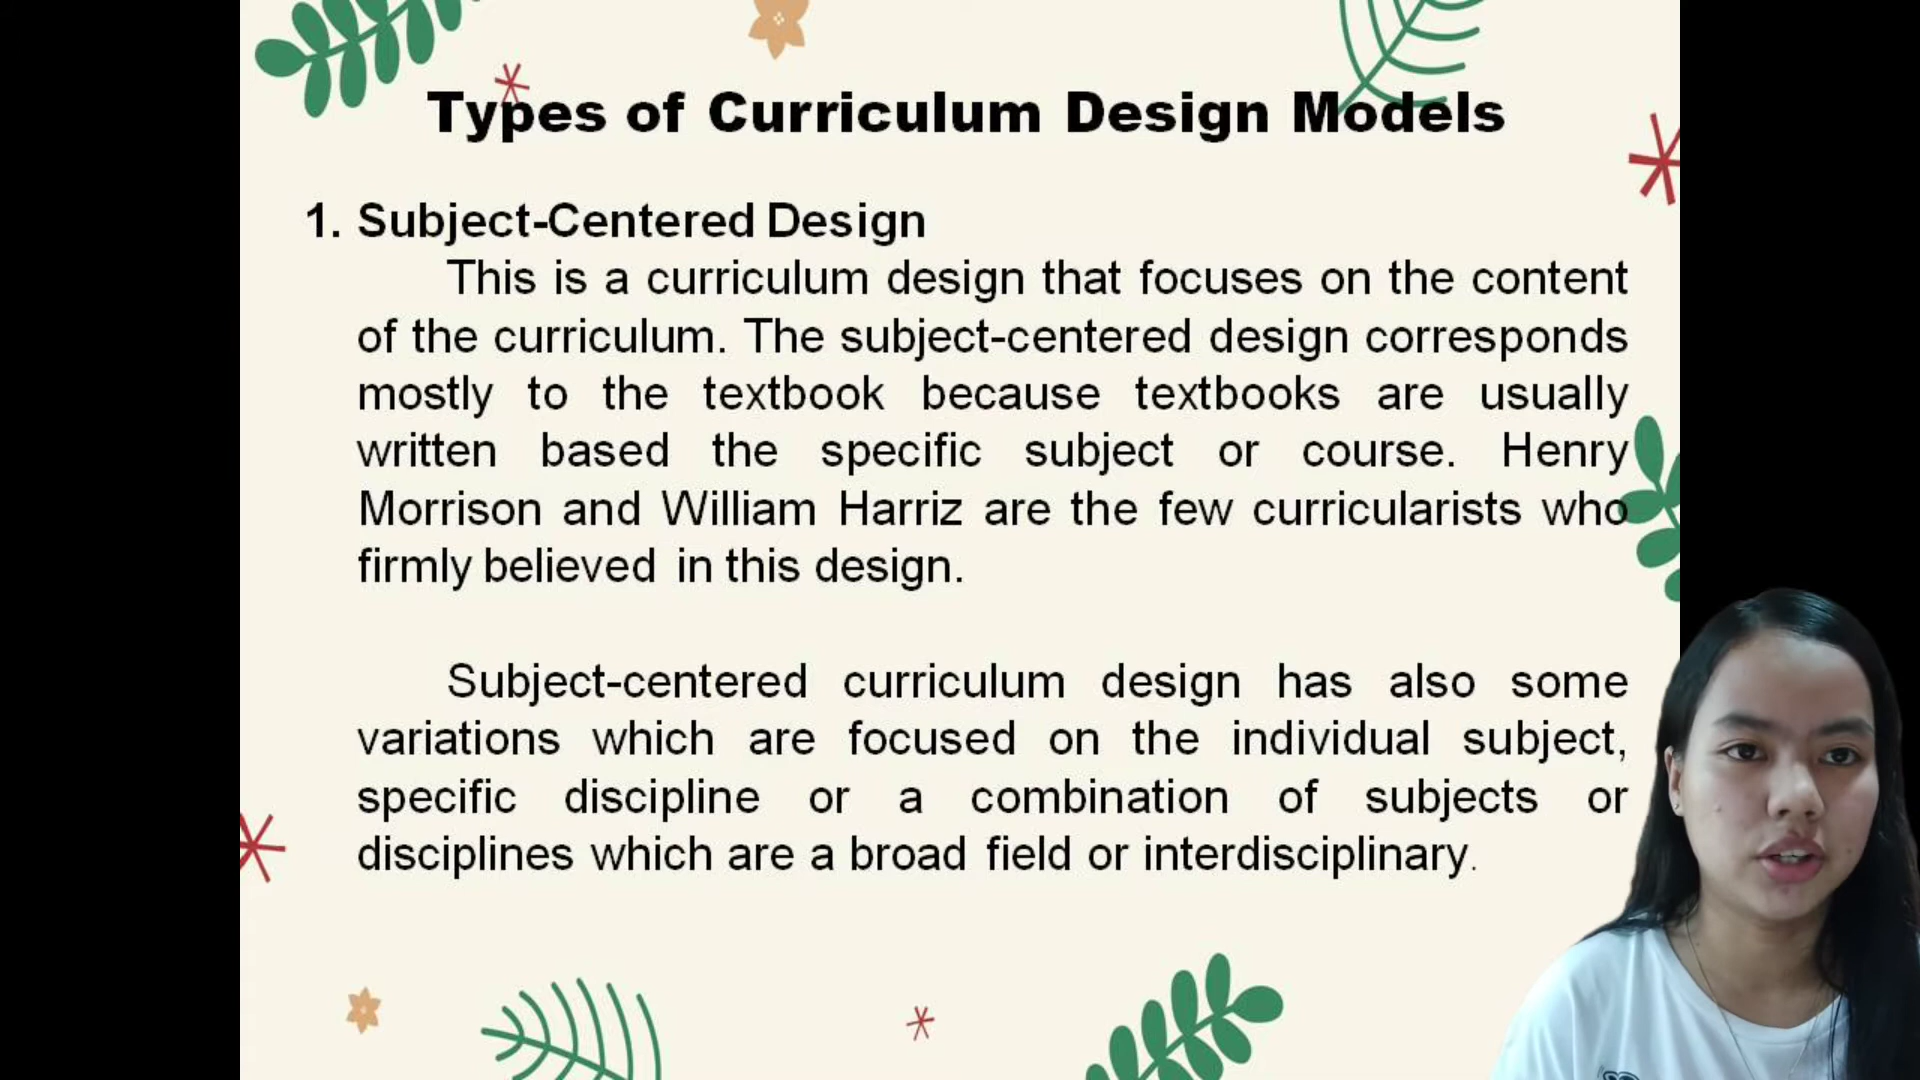 Types of Curriculum Design Models
1. Subject-Centered Design
This is a curriculum design that focuses on the content
of the curriculum. The subject-centered design corresponds
mostly to the textbook because textbooks are usually
written based the specific subject or course. Henry
Morrison and William Harriz are the few curricularists who
firmly believed in this design.
Subject-centered curriculum design has also some
variations which are focused on the individual subject,
specific discipline or a combination of subjects or
disciplines which are a broad field or interdisciplinary.